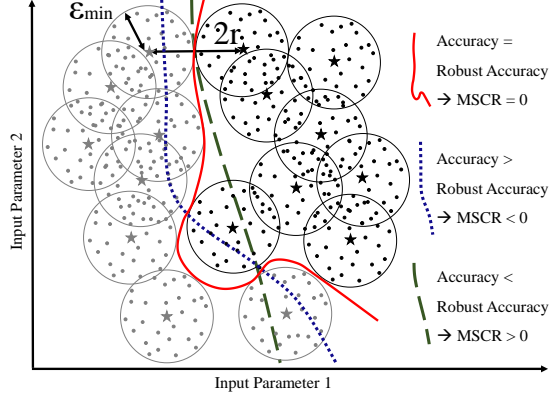 εmin
2r
Accuracy =
Robust Accuracy
→ MSCR = 0
Accuracy >
Robust Accuracy
→ MSCR < 0
Accuracy <
Robust Accuracy
→ MSCR > 0
Input Parameter 2
Input Parameter 1